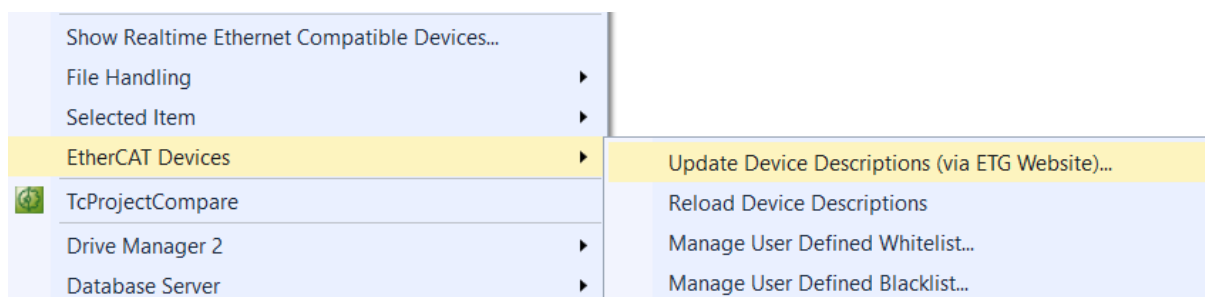 Show Realtime Ethernet Compatible Devices...
File Handling
Selected Item
EtherCAT Devices
TcProjectCompare
Drive Manager 2
Database Server
Update Device Descriptions (via ETG Website)...
Reload Device Descriptions
Manage User Defined Whitelist...
Manage User Defined Blacklist...